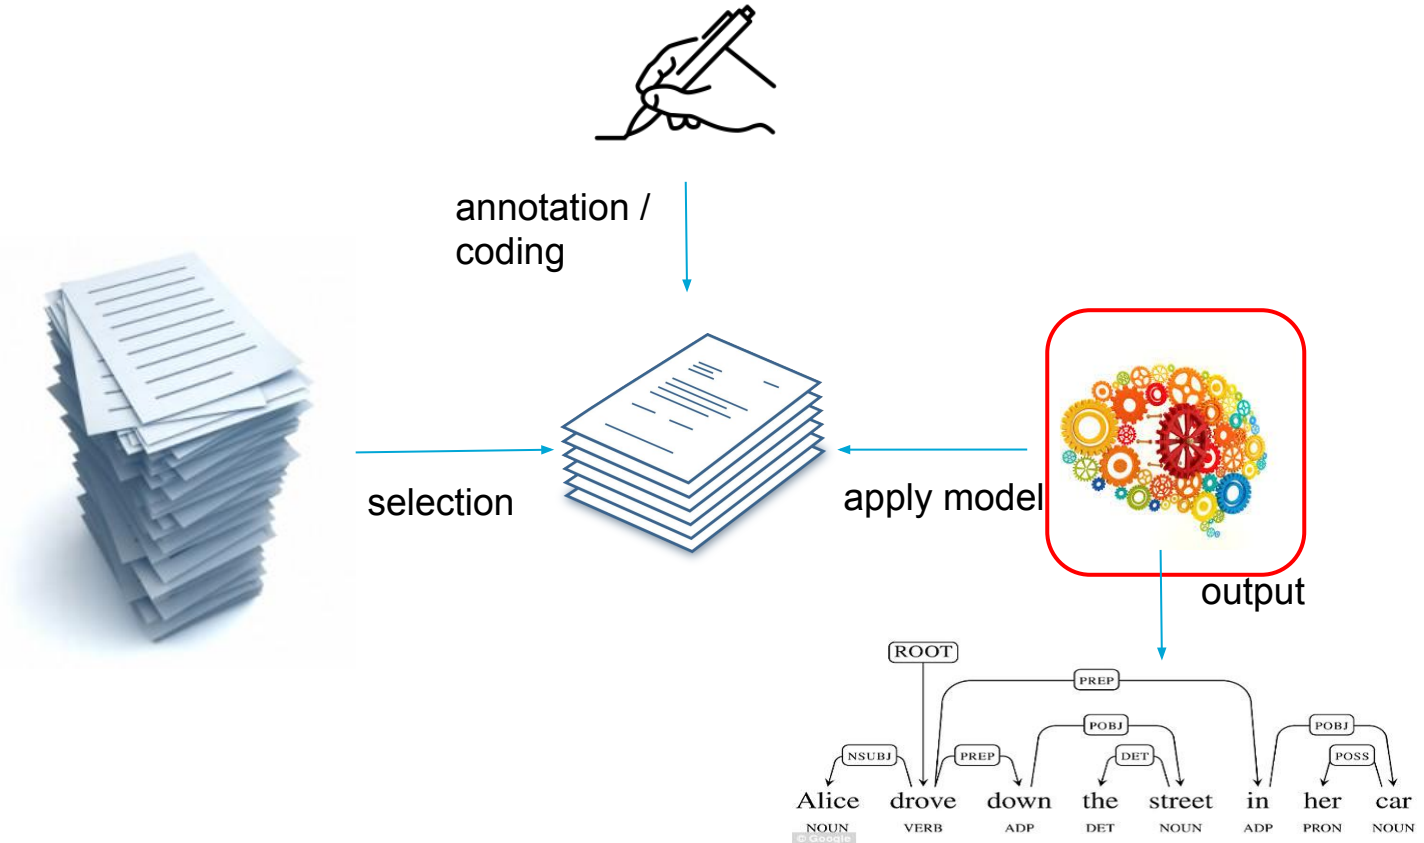 annotation /
coding
selection
apply model
output
ROOT
PREP
POBJ
POBJ
NSUBJ
PREP
DET
POSS
Alice drove down the street in her car
NOUN VERB ADP DET NOUN ADP PRON NOUN
© Google